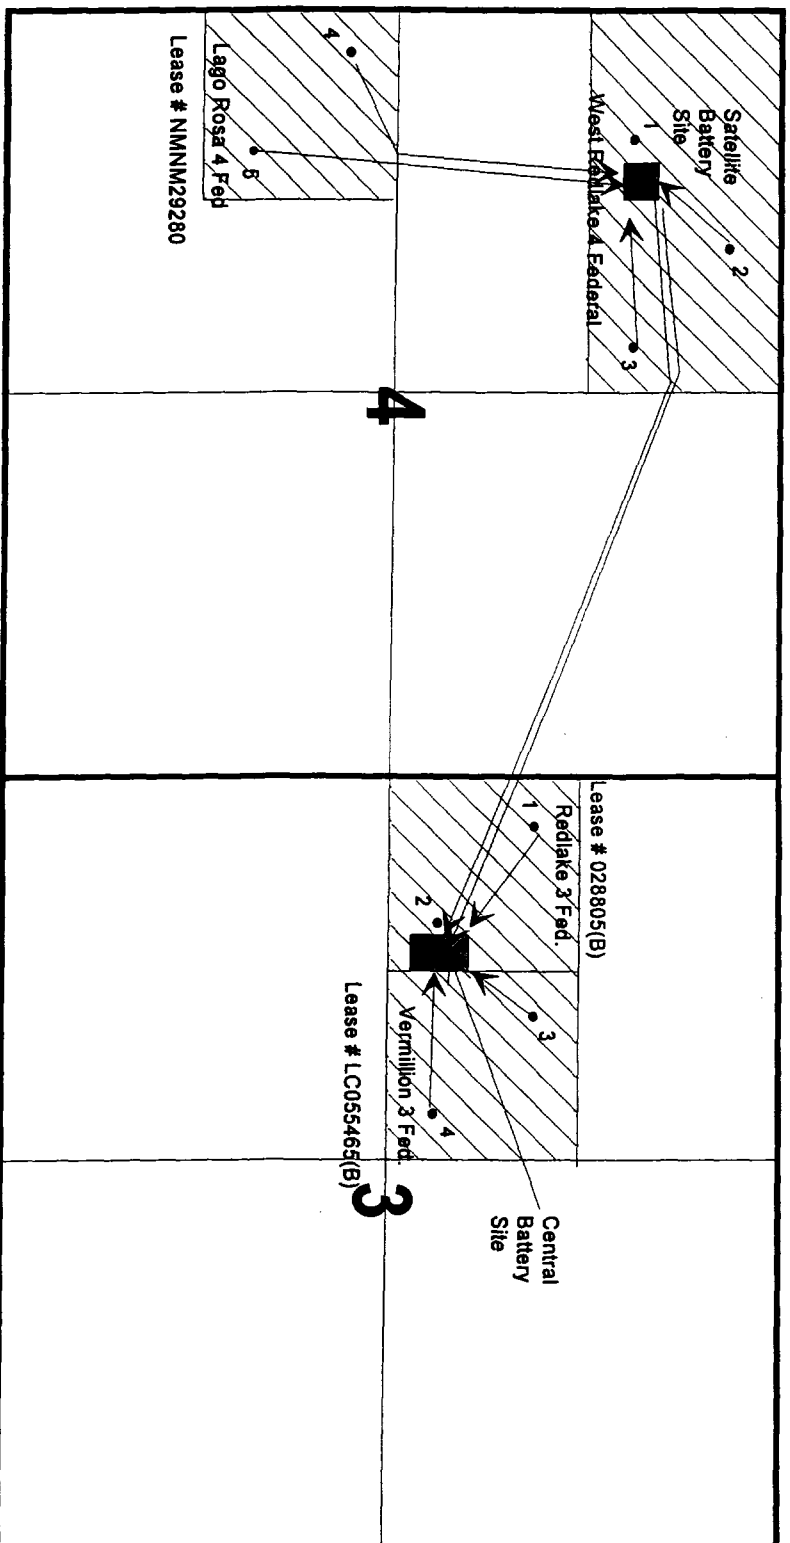 Satellite
Battery
Site
1
2
3
West Redlake 4 Federal
4
5
Lago Rosa 4 Fed
Lease # NMNM29280
4
Lease # 028805(B)
Redlake 3 Fed.
1
2
3
4
Vermillion 3 Fed.
Lease # LC055465(B)
3
Central
Battery
Site